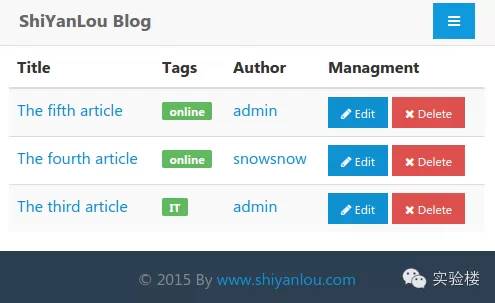 ShiYanLou Blog
Title Tags Author Managment
The fifth article online admin Edit Delete
The fourth article online snowsnow Edit Delete
The third article IT admin Edit Delete
© 2015 By www.shiyanlou.com
实验楼